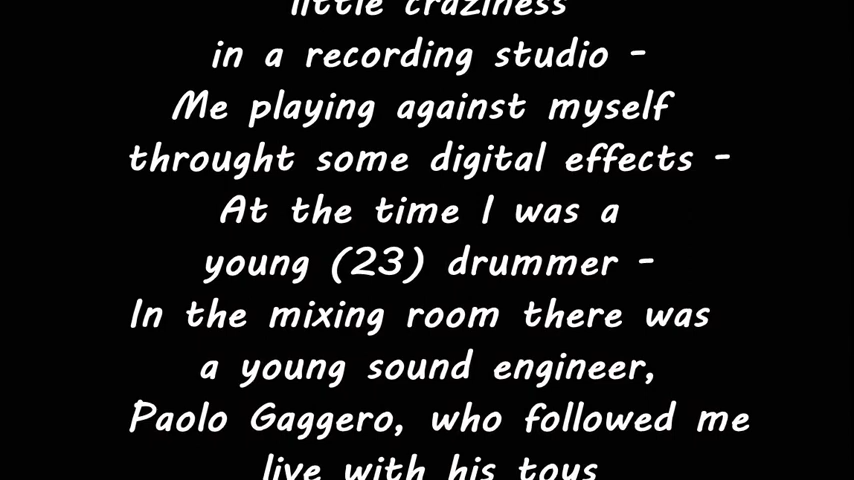 little craziness
in a recording studio -
Me playing against myself
throught some digital effects -
At the time I was a
young (23) drummer -
In the mixing room there was
a young sound engineer,
Paolo Gaggero, who followed me
live with his toys